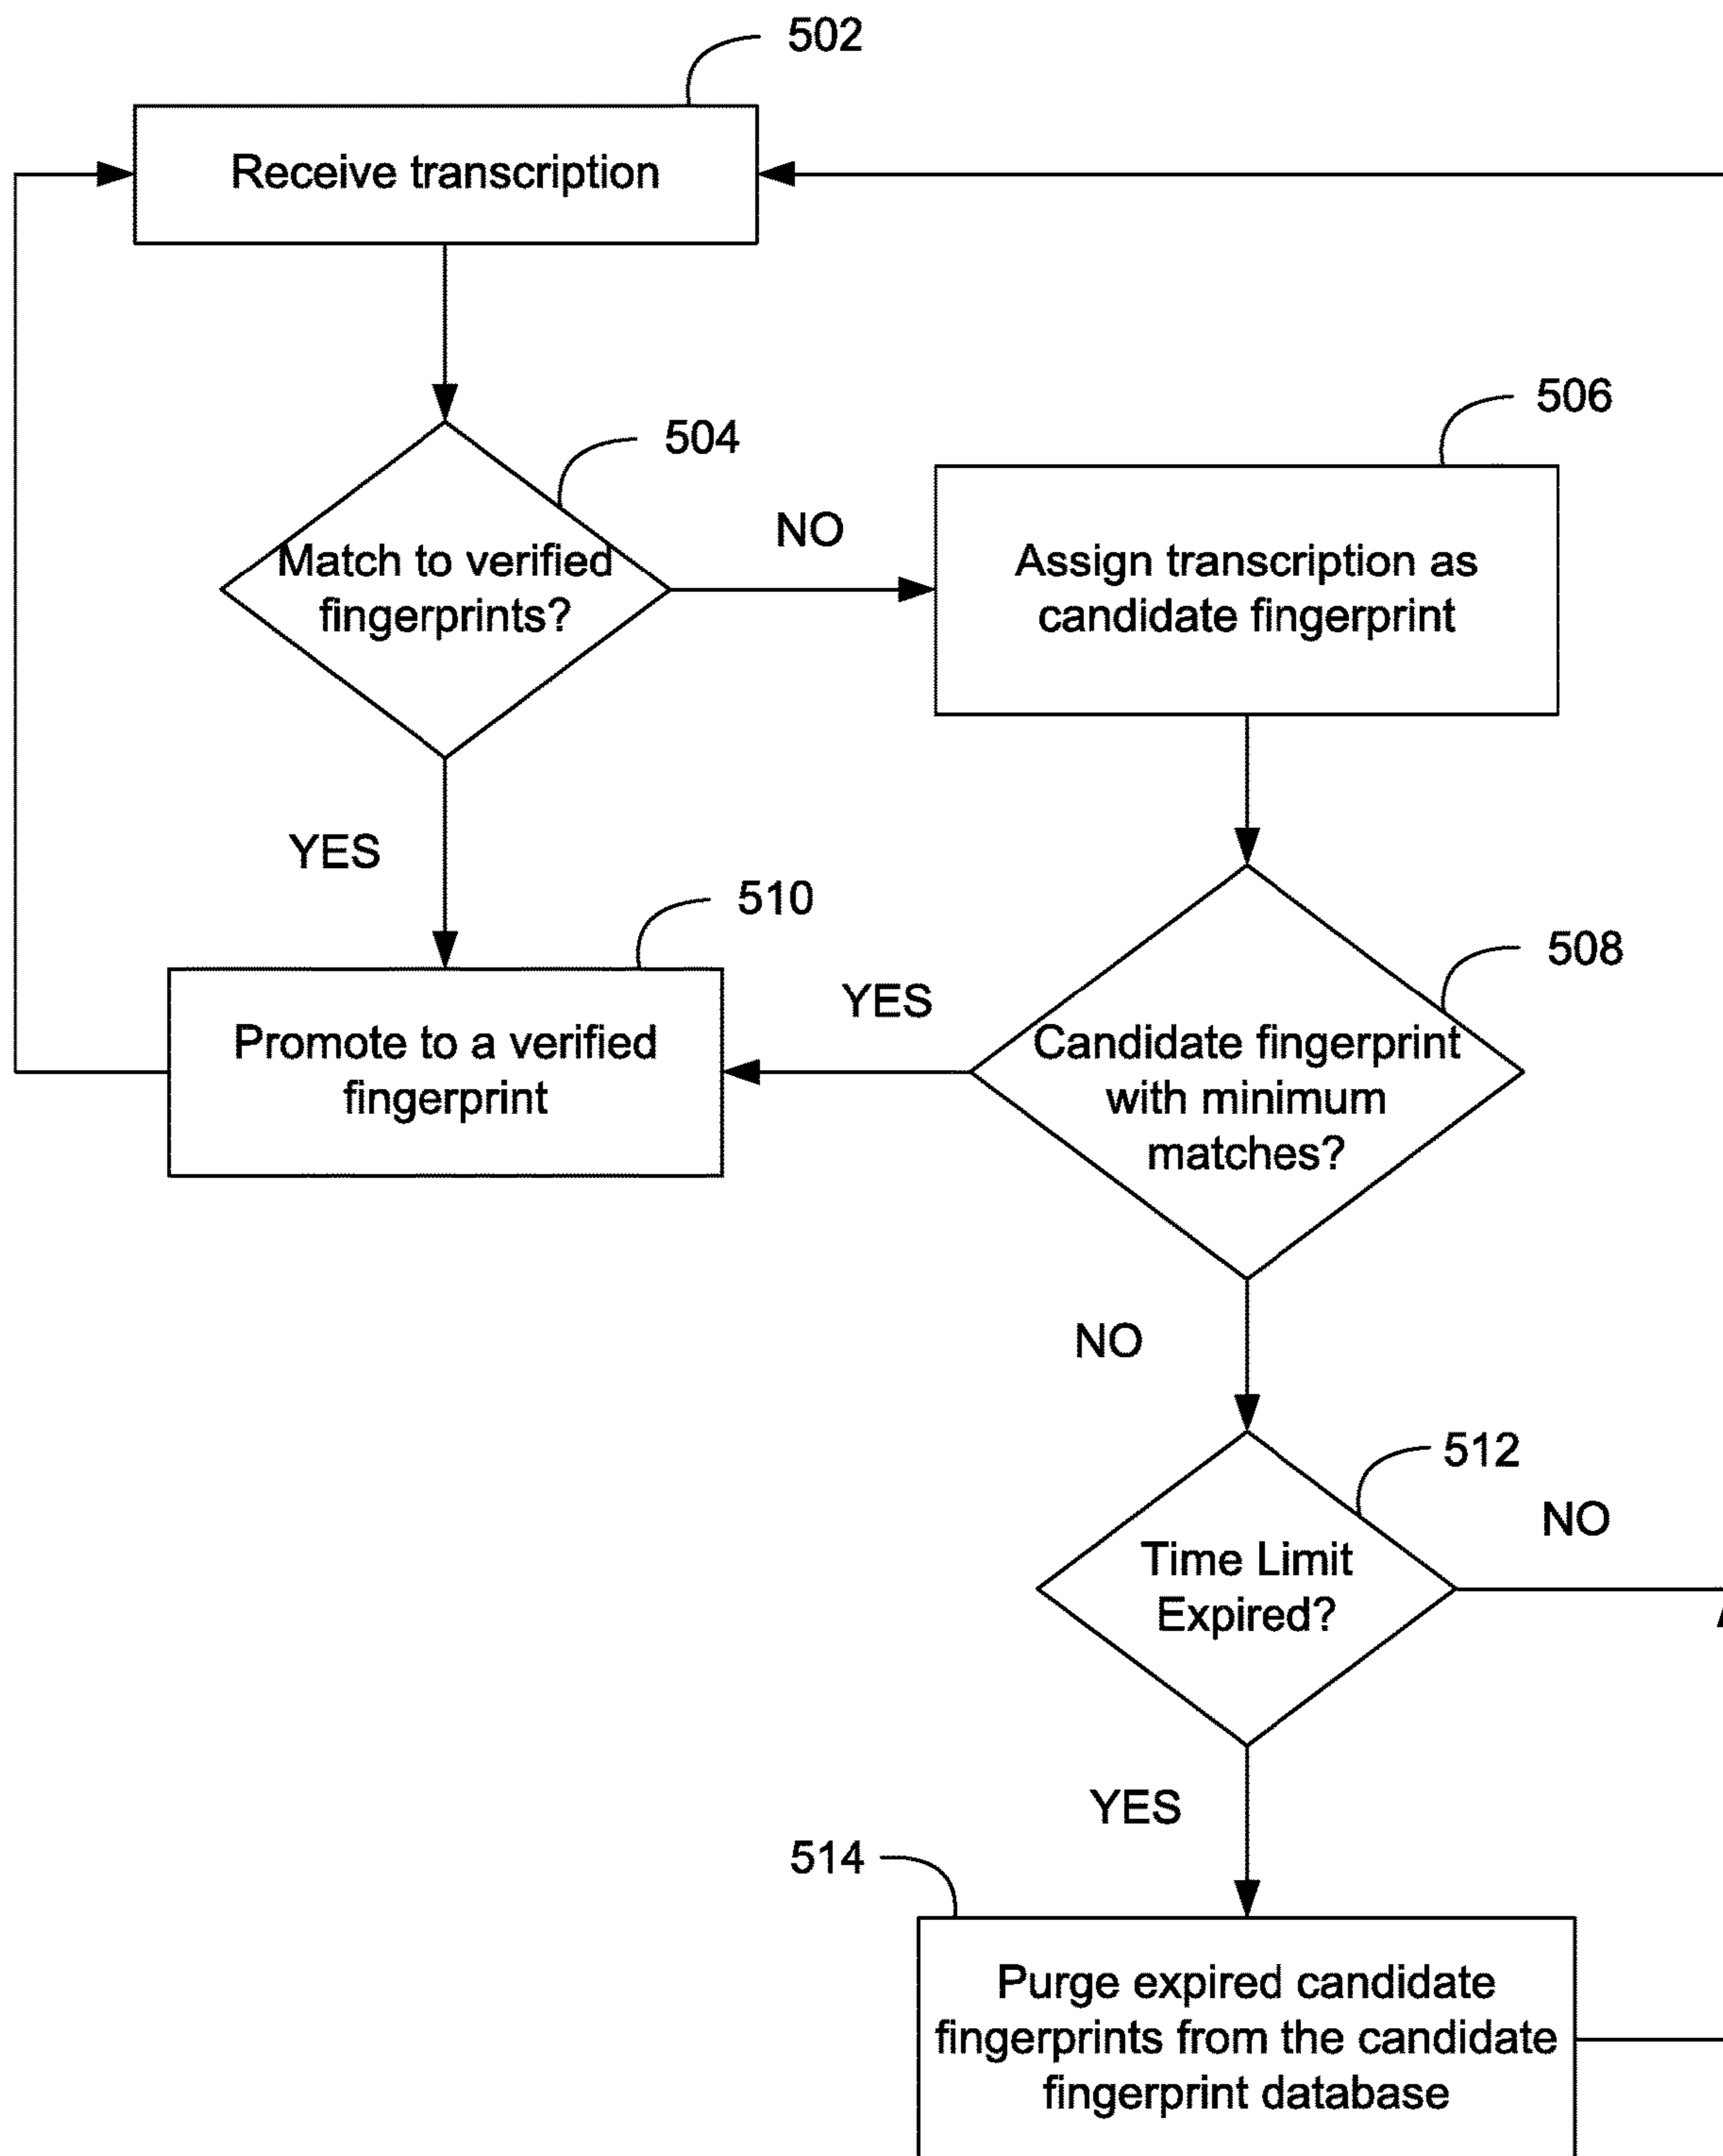 502
Receive transcription
504
Match to verified
fingerprints?
NO
506
Assign transcription as
candidate fingerprint
YES
510
Promote to a verified
fingerprint
YES
508
Candidate fingerprint
with minimum
matches?
NO
512
Time Limit
Expired?
NO
YES
514
Purge expired candidate
fingerprints from the candidate
fingerprint database